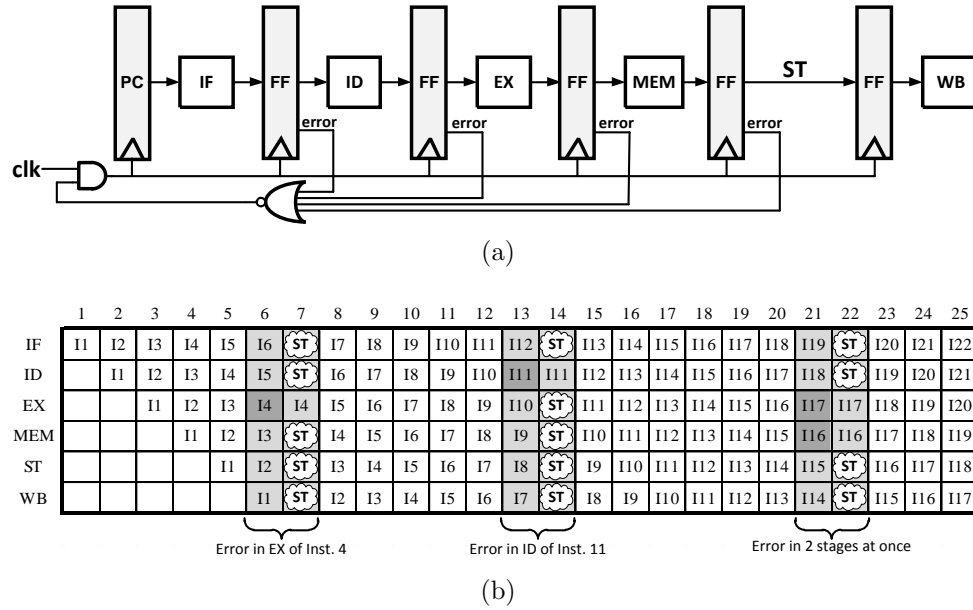 PC IF FF ID FF EX FF MEM FF ST FF WB
error error error error
clk
(a)
1 2 3 4 5 6 7 8 9 10 11 12 13 14 15 16 17 18 19 20 21 22 23 24 25
IF I1 I2 I3 I4 I5 I6 ST I7 I8 I9 I10 I11 I12 ST I13 I14 I15 I16 I17 I18 I19 ST I20 I21 I22
ID I1 I2 I3 I4 I5 ST I6 I7 I8 I9 I10 I11 I11 I12 I13 I14 I15 I16 I17 I18 ST I19 I20 I21
EX I1 I2 I3 I4 I4 I5 I6 I7 I8 I9 I10 ST I11 I12 I13 I14 I15 I16 I17 I17 I18 I19 I20
MEM I1 I2 I3 ST I4 I5 I6 I7 I8 I9 ST I10 I11 I12 I13 I14 I15 I16 I16 I17 I18 I19
ST I1 I2 ST I3 I4 I5 I6 I7 I8 ST I9 I10 I11 I12 I13 I14 I15 ST I16 I17 I18
WB I1 ST I2 I3 I4 I5 I6 I7 ST I8 I9 I10 I11 I12 I13 I14 ST I15 I16 I17
Error in EX of Inst. 4 Error in ID of Inst. 11 Error in 2 stages at once
(b)